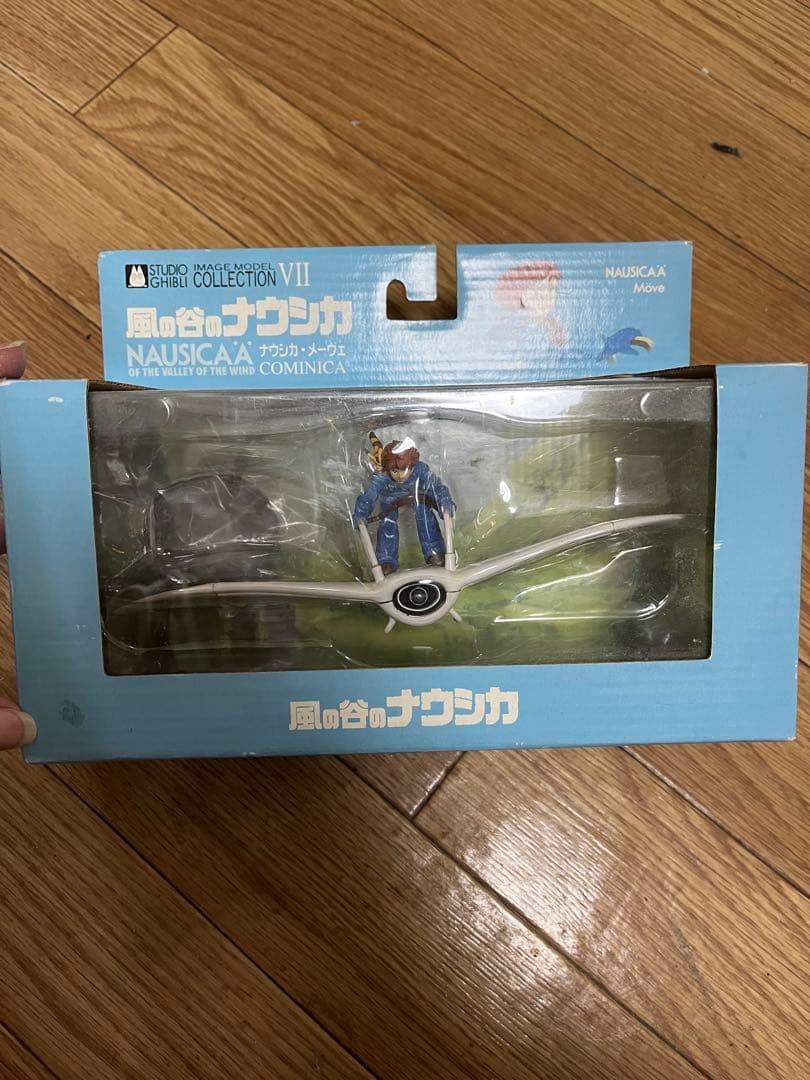 STUDIO GHIBLI IMAGE MODEL COLLECTION VII
風の谷のナウシカ
NAUSICAÄ ナウシカ・メーヴェ
OF THE VALLEY OF THE WIND COMINICA
NAUSICAÄ
Möve
風の谷のナウシカ